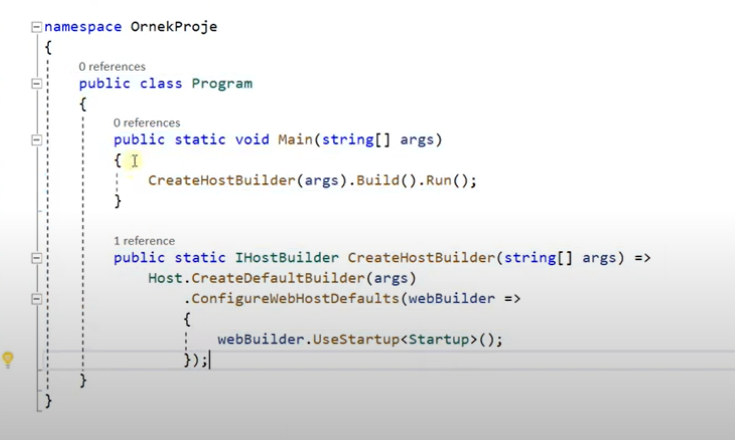 namespace OrnekProje
{
0 references
public class Program
{
0 references
public static void Main(string[] args)
{
CreateHostBuilder(args).Build().Run();
}
1 reference
public static IHostBuilder CreateHostBuilder(string[] args) =>
Host.CreateDefaultBuilder(args)
.ConfigureWebHostDefaults(webBuilder =>
{
webBuilder.UseStartup<Startup>();
});
}
}